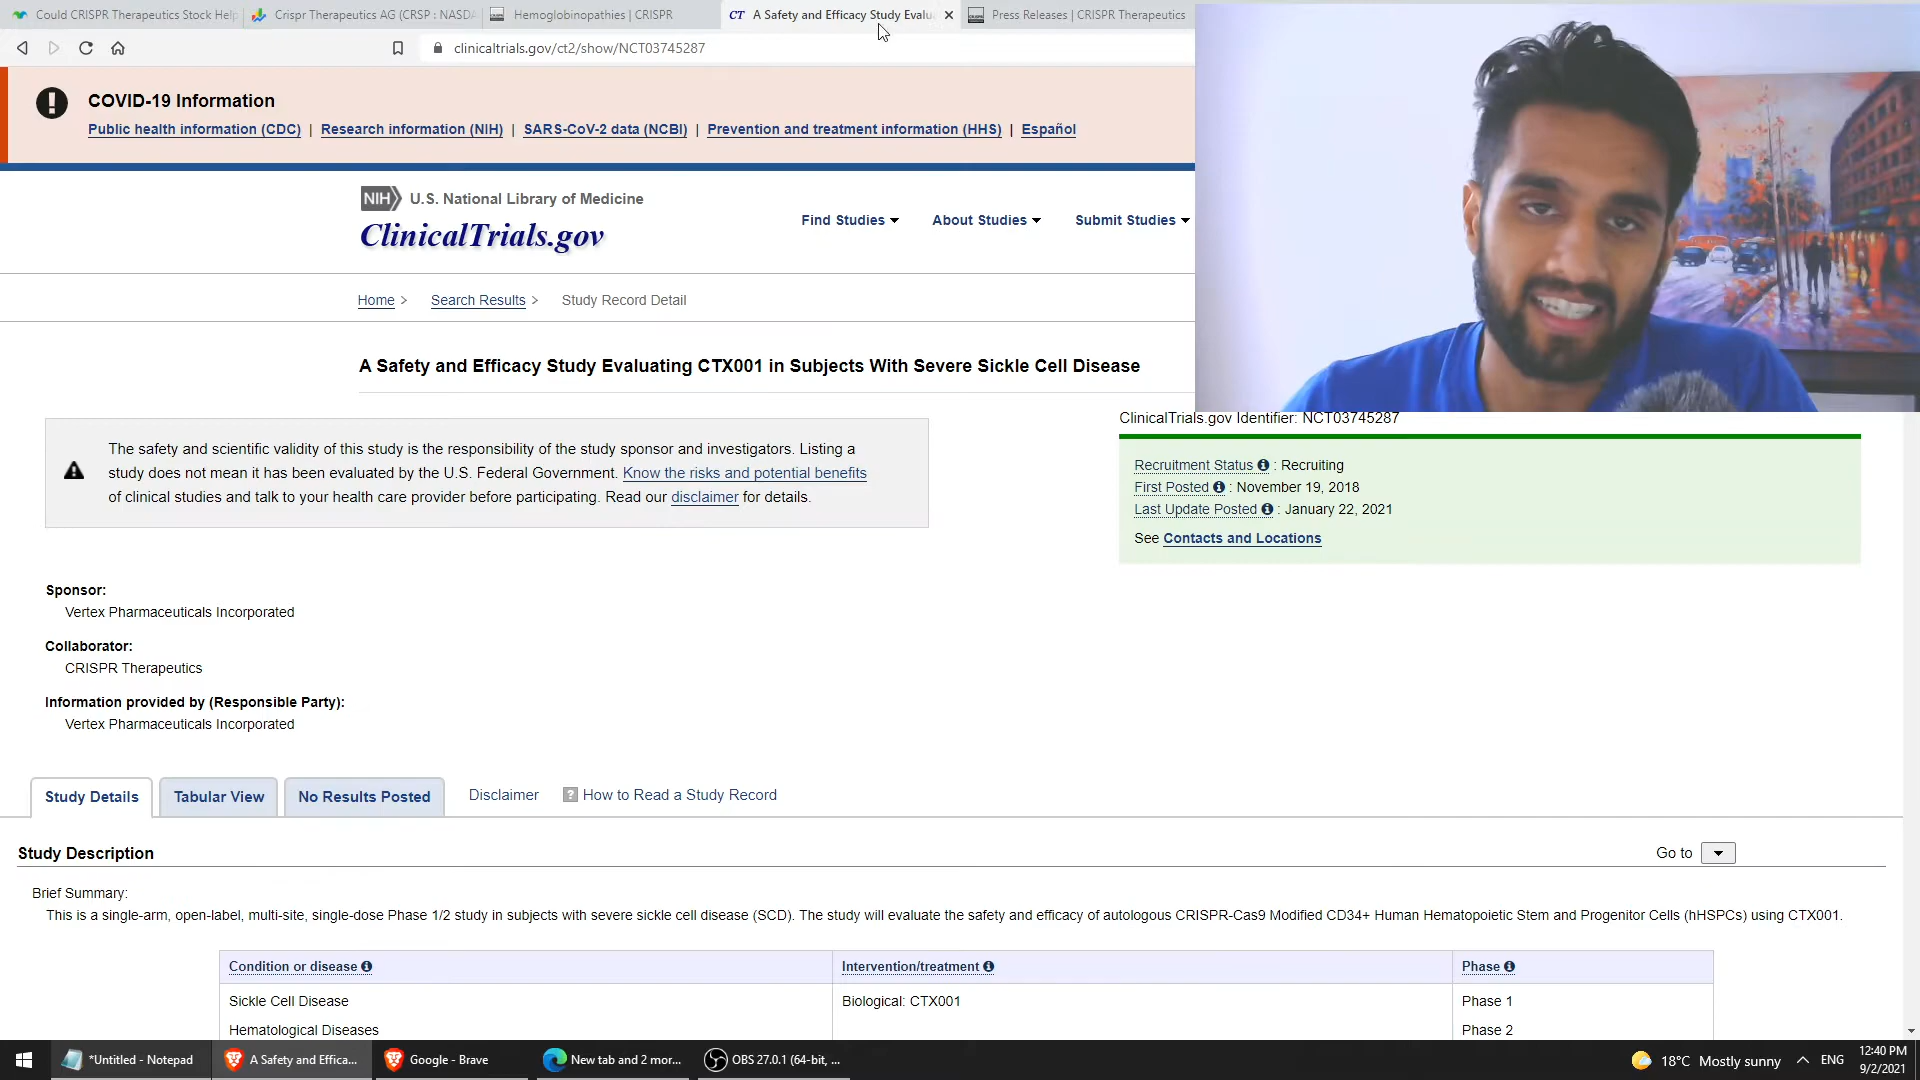 Could CRISPR Therapeutics Stock Help
Crispr Therapeutics AG (CRSP : NASDA
Hemoglobinopathies | CRISPR
CT A Safety and Efficacy Study Evalu
Press Releases | CRISPR Therapeutics
clinicaltrials.gov/ct2/show/NCT03745287
COVID-19 Information
Public health information (CDC) | Research information (NIH) | SARS-CoV-2 data (NCBI) | Prevention and treatment information (HHS) | Español
NIH U.S. National Library of Medicine
ClinicalTrials.gov
Find Studies About Studies Submit Studies
Home > Search Results > Study Record Detail
A Safety and Efficacy Study Evaluating CTX001 in Subjects With Severe Sickle Cell Disease
ClinicalTrials.gov Identifier: NCT03745287
The safety and scientific validity of this study is the responsibility of the study sponsor and investigators. Listing a
study does not mean it has been evaluated by the U.S. Federal Government. Know the risks and potential benefits
of clinical studies and talk to your health care provider before participating. Read our disclaimer for details.
Recruitment Status : Recruiting
First Posted : November 19, 2018
Last Update Posted : January 22, 2021
See Contacts and Locations
Sponsor:
Vertex Pharmaceuticals Incorporated
Collaborator:
CRISPR Therapeutics
Information provided by (Responsible Party):
Vertex Pharmaceuticals Incorporated
Study Details Tabular View No Results Posted Disclaimer ? How to Read a Study Record
Study Description
Go to
Brief Summary:
This is a single-arm, open-label, multi-site, single-dose Phase 1/2 study in subjects with severe sickle cell disease (SCD). The study will evaluate the safety and efficacy of autologous CRISPR-Cas9 Modified CD34+ Human Hematopoietic Stem and Progenitor Cells (hHSPCs) using CTX001.
Condition or disease Intervention/treatment Phase
Sickle Cell Disease Biological: CTX001 Phase 1
Hematological Diseases Phase 2
*Untitled - Notepad
A Safety and Effica...
Google - Brave
New tab and 2 mor...
OBS 27.0.1 (64-bit, ...
18°C Mostly sunny
ENG
12:40 PM
9/2/2021